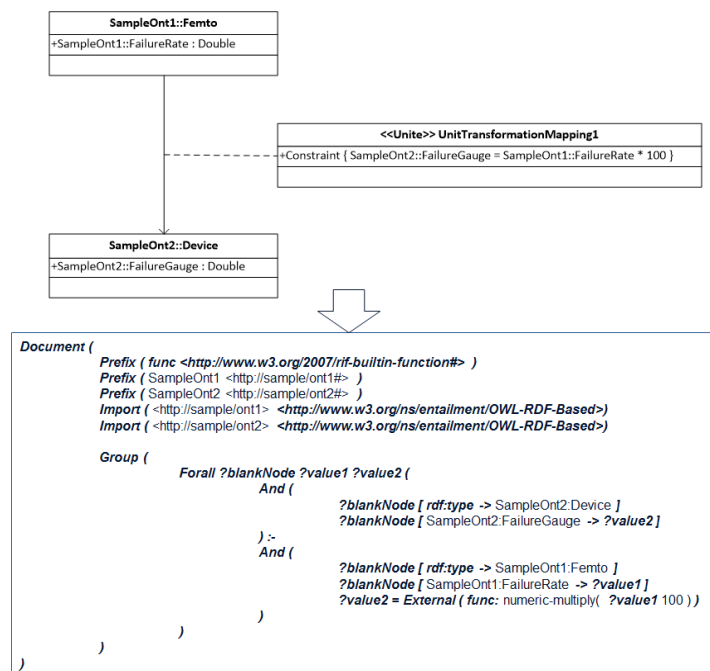 SampleOnt1::Femto
+SampleOnt1::FailureRate : Double
<<Unite>> UnitTransformationMapping1
+Constraint { SampleOnt2::FailureGauge = SampleOnt1::FailureRate * 100 }
SampleOnt2::Device
+SampleOnt2::FailureGauge : Double
Document (
Prefix ( func <http://www.w3.org/2007/rif-builtin-function#> )
Prefix ( SampleOnt1 <http://sample/ont1#> )
Prefix ( SampleOnt2 <http://sample/ont2#> )
Import ( <http://sample/ont1> <http://www.w3.org/ns/entailment/OWL-RDF-Based>)
Import ( <http://sample/ont2> <http://www.w3.org/ns/entailment/OWL-RDF-Based>)
Group (
Forall ?blankNode ?value1 ?value2 (
And (
?blankNode [ rdf:type -> SampleOnt2:Device ]
?blankNode [ SampleOnt2:FailureGauge -> ?value2 ]
) :-
And (
?blankNode [ rdf:type -> SampleOnt1:Femto ]
?blankNode [ SampleOnt1:FailureRate -> ?value1 ]
?value2 = External ( func: numeric-multiply( ?value1 100 ) )
)
)
)
)